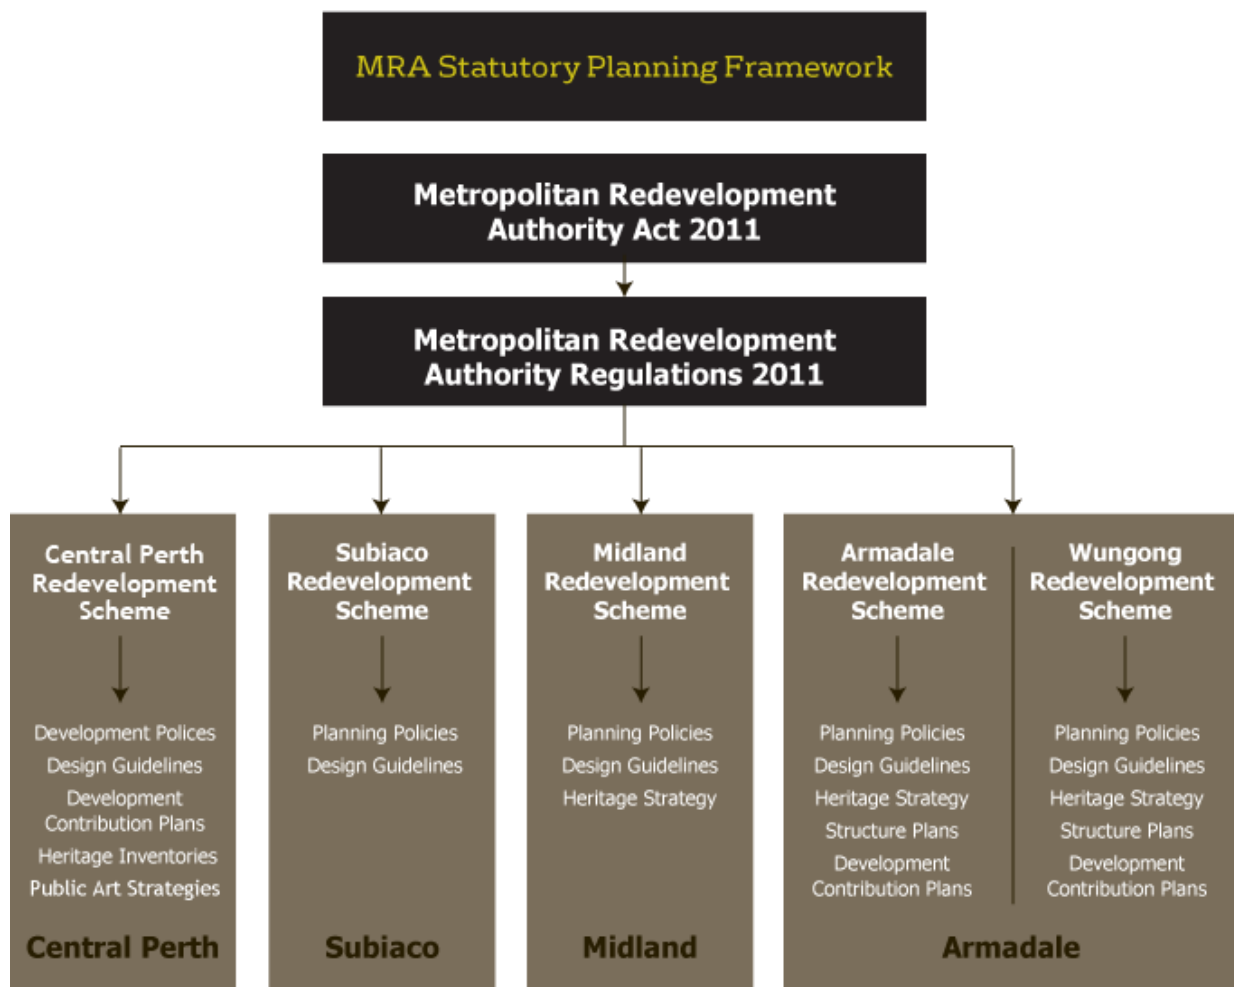 MRA Statutory Planning Framework
Metropolitan Redevelopment
Authority Act 2011
Metropolitan Redevelopment
Authority Regulations 2011
Central Perth
Redevelopment
Scheme
Development Polices
Design Guidelines
Development
Contribution Plans
Heritage Inventories
Public Art Strategies
Central Perth
Subiaco
Redevelopment
Scheme
Planning Policies
Design Guidelines
Subiaco
Midland
Redevelopment
Scheme
Planning Policies
Design Guidelines
Heritage Strategy
Midland
Armadale
Redevelopment
Scheme
Planning Policies
Design Guidelines
Heritage Strategy
Structure Plans
Development
Contribution Plans
Wungong
Redevelopment
Scheme
Planning Policies
Design Guidelines
Heritage Strategy
Structure Plans
Development
Contribution Plans
Armadale